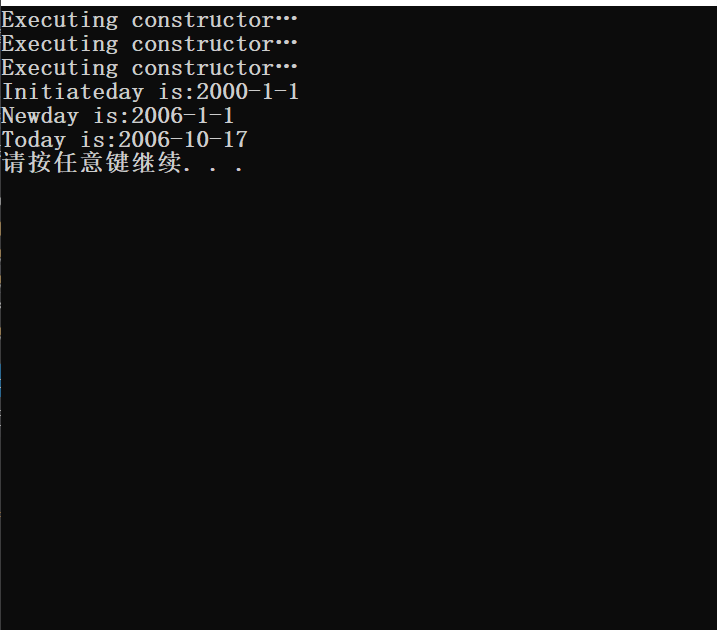 Executing constructor…
Executing constructor…
Executing constructor…
Initiateday is:2000-1-1
Newday is:2006-1-1
Today is:2006-10-17
请按任意键继续. . .